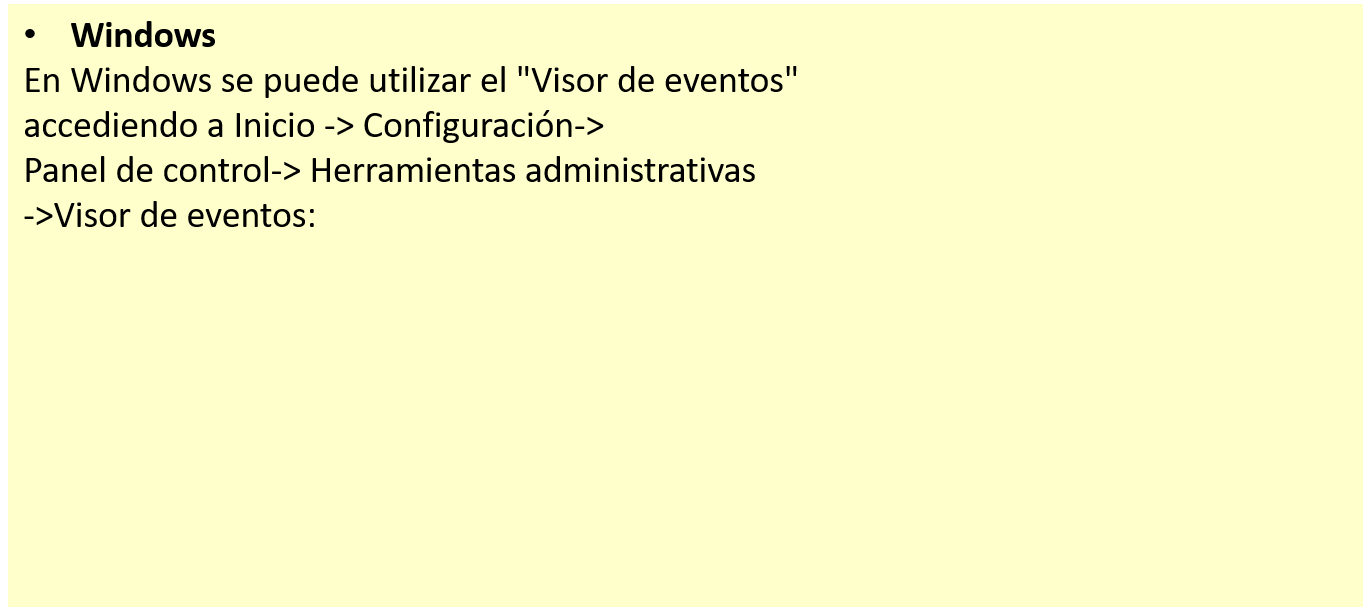 • Windows
En Windows se puede utilizar el "Visor de eventos"
accediendo a Inicio -> Configuración->
Panel de control-> Herramientas administrativas
->Visor de eventos: